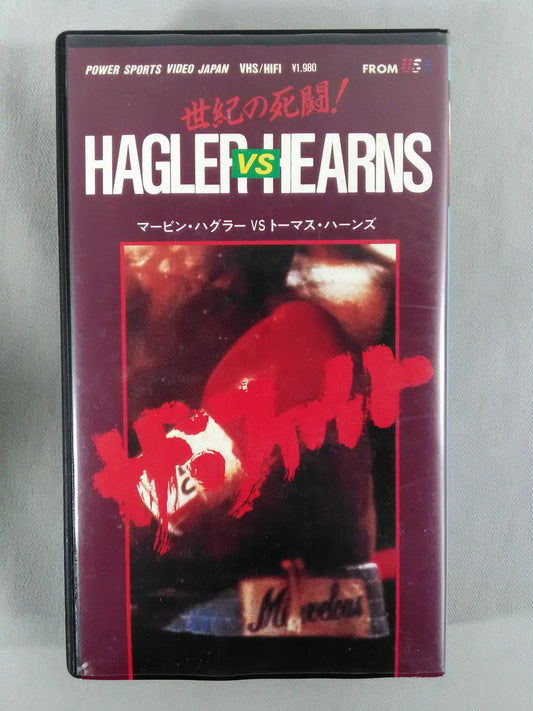 POWER SPORTS VIDEO JAPAN VHS/HIFI ¥1,980 FROM USA
世紀の死闘!
HAGLER VS HEARNS
マービン・ハグラー VS トーマス・ハーンズ
ザ・ファイト